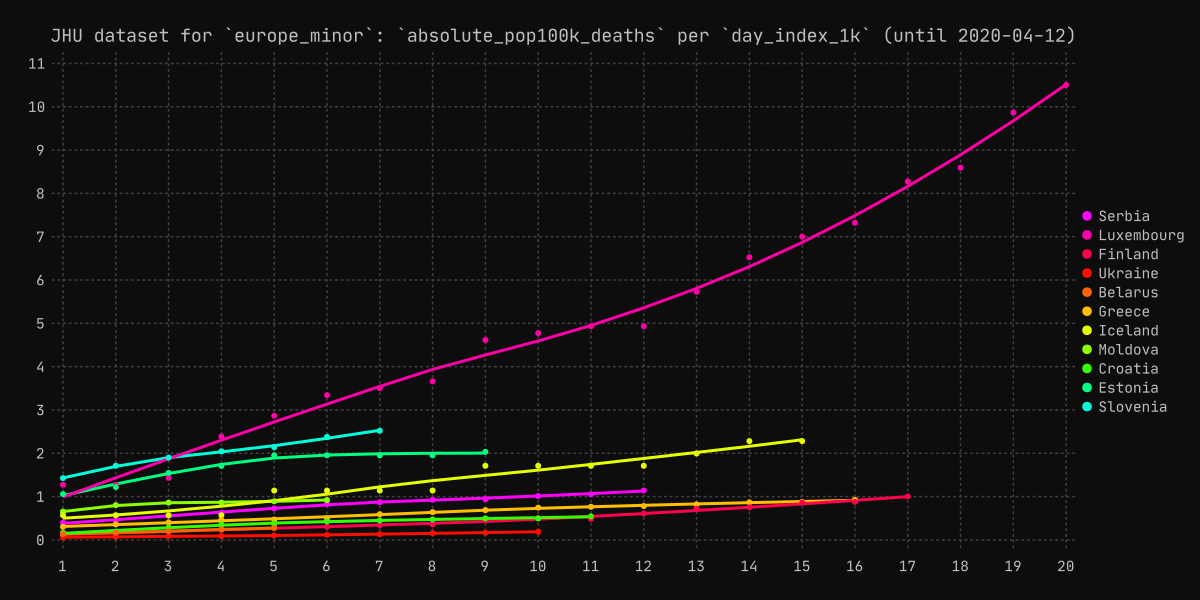 JHU dataset for `europe_minor`: `absolute_pop100k_deaths` per `day_index_1k` (until 2020-04-12)
11
10
9
8
7
6
5
4
3
2
1
0
1 2 3 4 5 6 7 8 9 10 11 12 13 14 15 16 17 18 19 20
Serbia
Luxembourg
Finland
Ukraine
Belarus
Greece
Iceland
Moldova
Croatia
Estonia
Slovenia